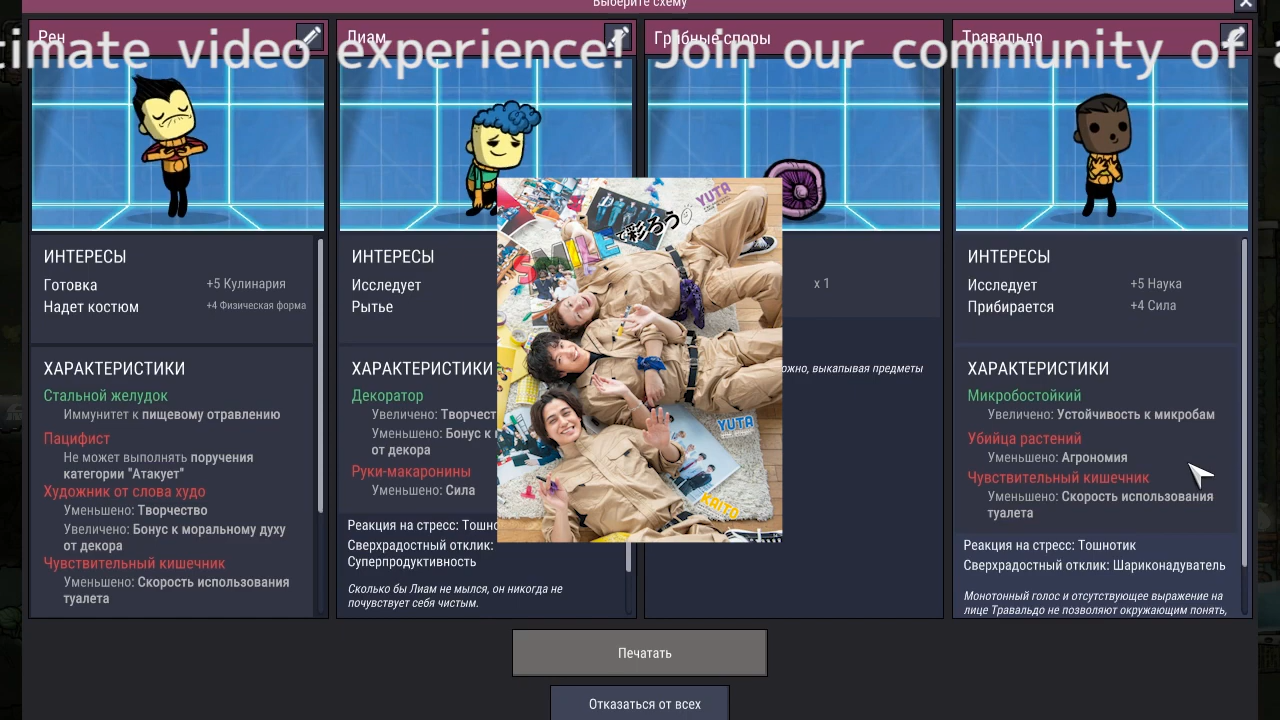 Выберите схему
Рен
Лиам
Грибные споры
Травальдо
timate video experience! Join our community of a
ИНТЕРЕСЫ
Готовка +5 Кулинария
Надет костюм +4 Физическая форма
ХАРАКТЕРИСТИКИ
Стальной желудок
Иммунитет к пищевому отравлению
Пацифист
Не может выполнять поручения
категории "Атакует"
Художник от слова худо
Уменьшено: Творчество
Увеличено: Бонус к моральному духу
от декора
Чувствительный кишечник
Уменьшено: Скорость использования
туалета
ИНТЕРЕСЫ
Исследует
Рытье
ХАРАКТЕРИСТИКИ
Декоратор
Увеличено: Творчест
Уменьшено: Бонус к
от декора
Руки-макаронины
Уменьшено: Сила
Реакция на стресс: Тошно
Сверхрадостный отклик:
Суперпродуктивность
Сколько бы Лиам не мылся, он никогда не
почувствует себя чистым.
YUTA
SMILE
で彩ろう
YUTA
KAITO
x 1
ожно, выкапывая предметы
ИНТЕРЕСЫ
Исследует +5 Наука
Прибирается +4 Сила
ХАРАКТЕРИСТИКИ
Микробостойкий
Увеличено: Устойчивость к микробам
Убийца растений
Уменьшено: Агрономия
Чувствительный кишечник
Уменьшено: Скорость использования
туалета
Реакция на стресс: Тошнотик
Сверхрадостный отклик: Шариконадуватель
Монотонный голос и отсутствующее выражение на
лице Травальдо не позволяют окружающим понять,
Печатать
Отказаться от всех